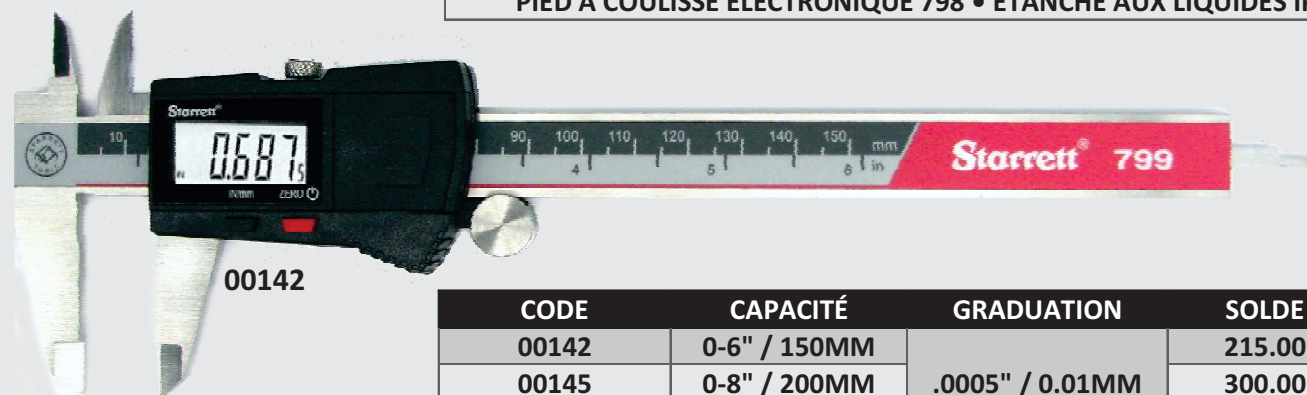 PIED À COULISSE ÉLECTRONIQUE 798 • ÉTANCHE AUX LIQUIDES
Starrett®
0.6875
IN/mm ZERO
10
90 100 110 120 130 140 150 mm
4 5 6 in
Starrett® 799
00142
CODE CAPACITÉ GRADUATION SOLDE
00142 0-6" / 150MM 215.00
.0005" / 0.01MM
00145 0-8" / 200MM 300.00